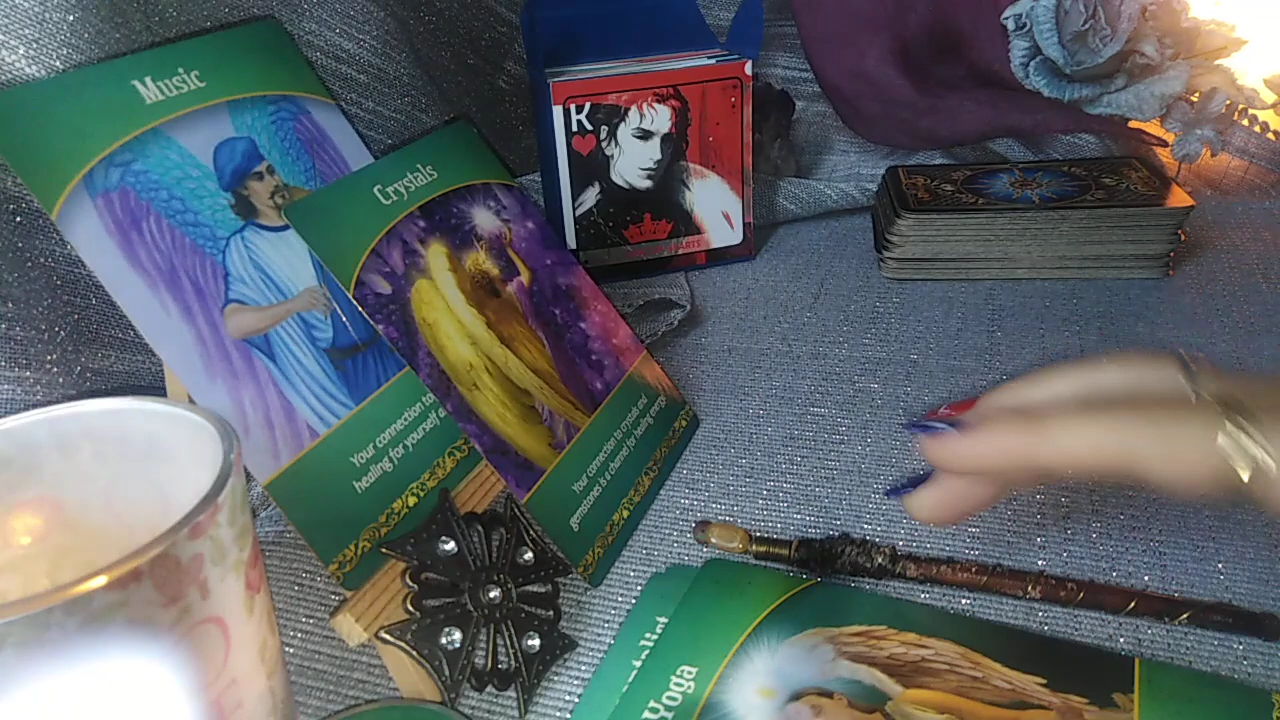 Music
Your connection to
healing for yourself a
Crystals
Your connection to crystals and
gemstones is a channel for healing energy
K
Yoga